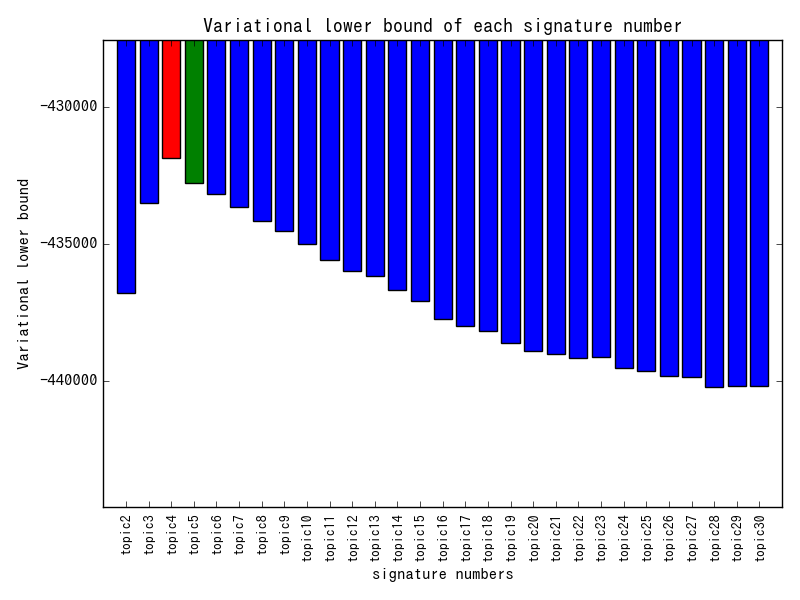 Variational lower bound of each signature number
Variational lower bound
−430000
−435000
−440000
topic2
topic3
topic4
topic5
topic6
topic7
topic8
topic9
topic10
topic11
topic12
topic13
topic14
topic15
topic16
topic17
topic18
topic19
topic20
topic21
topic22
topic23
topic24
topic25
topic26
topic27
topic28
topic29
topic30
signature numbers